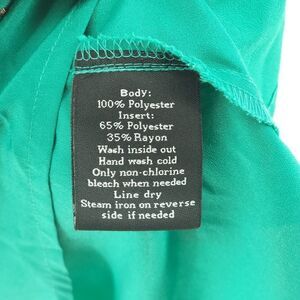 Body:
100% Polyester
Insert:
65% Polyester
35% Rayon
Wash inside out
Hand wash cold
Only non-chlorine
bleach when needed
Line dry
Steam iron on reverse
side if needed